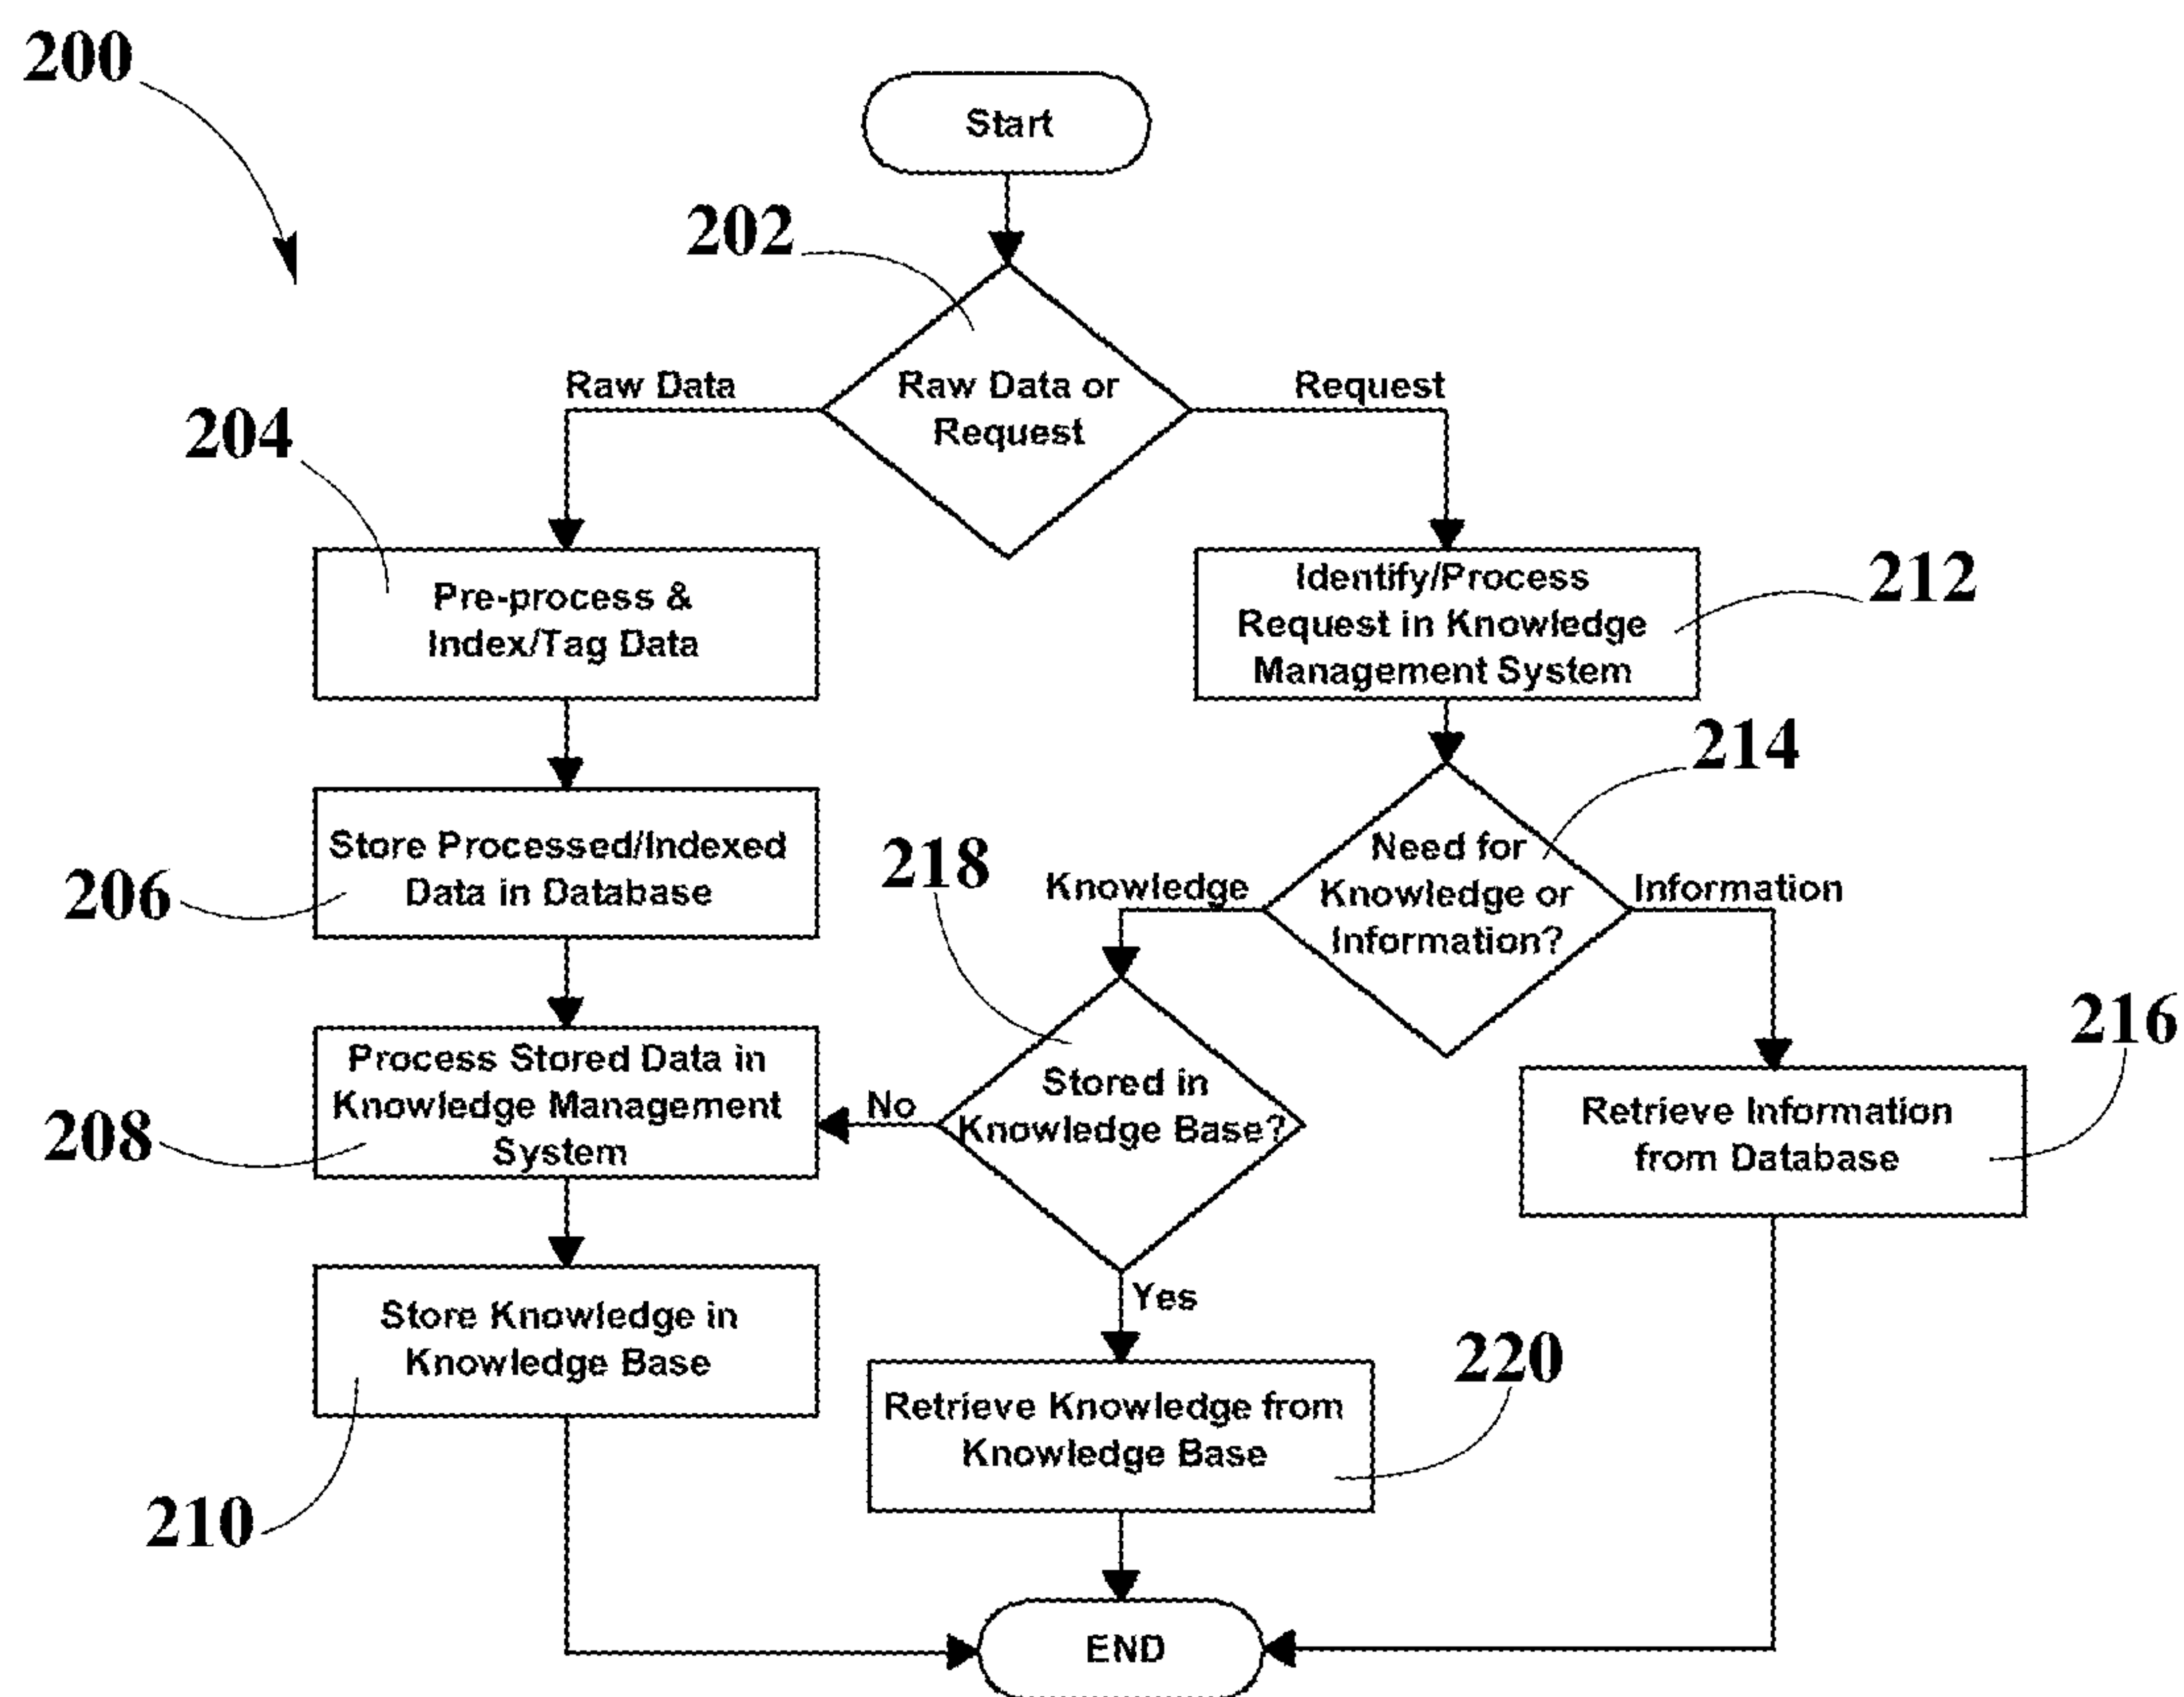 200
Start
202
Raw Data
Raw Data or
Request
Request
204
Pre-process &
Index/Tag Data
Identify/Process
Request in Knowledge
Management System
212
214
206
Store Processed/Indexed
Data in Database
218
Knowledge
Need for
Knowledge or
Information?
Information
216
208
Process Stored Data in
Knowledge Management
System
No
Stored in
Knowledge Base?
Retrieve Information
from Database
Yes
210
Store Knowledge in
Knowledge Base
220
Retrieve Knowledge from
Knowledge Base
END